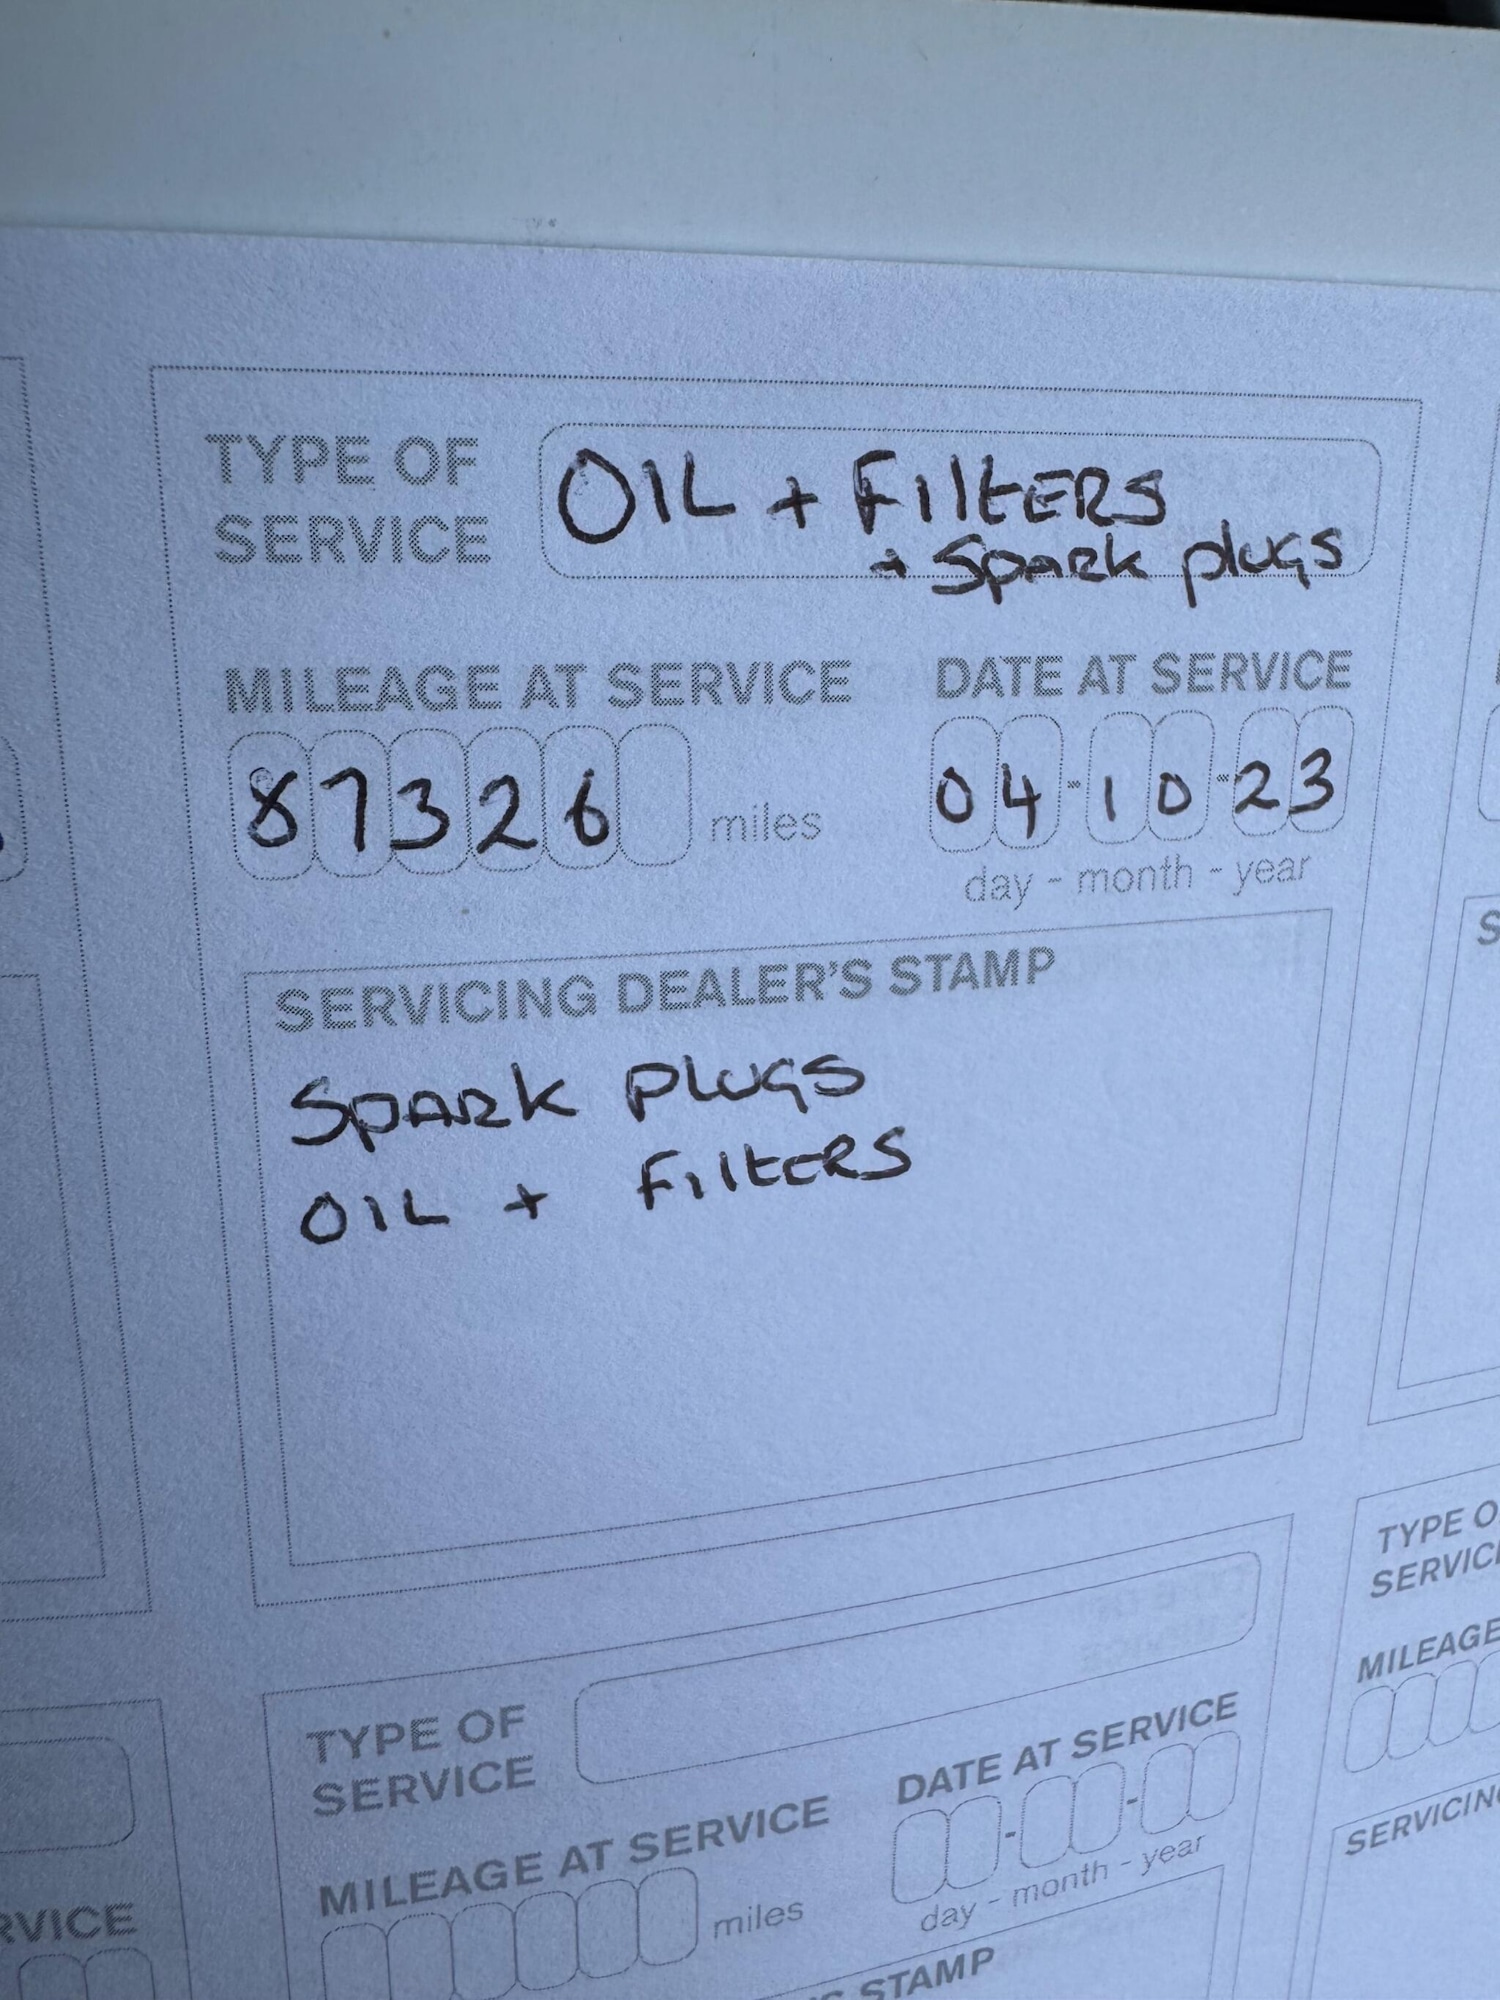 TYPE OF
SERVICE
OIL + FIltERS
+ Spark plugs
MILEAGE AT SERVICE
87326
miles
DATE AT SERVICE
04-10-23
day - month - year
SERVICING DEALER'S STAMP
SPARK PlUGS
OIL + FIltERS
TYPE OF
SERVICE
MILEAGE AT SERVICE
miles
DATE AT SERVICE
day - month - year
STAMP
TYPE
MILEAGE